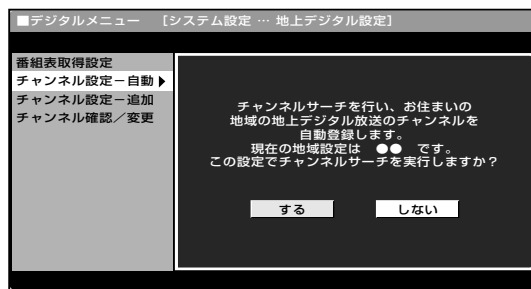 ■デジタルメニュー [システム設定 … 地上デジタル設定]
番組表取得設定
チャンネル設定－自動▶
チャンネル設定－追加
チャンネル確認／変更
チャンネルサーチを行い、お住まいの
地域の地上デジタル放送のチャンネルを
自動登録します。
現在の地域設定は ●● です。
この設定でチャンネルサーチを実行しますか？
する
しない